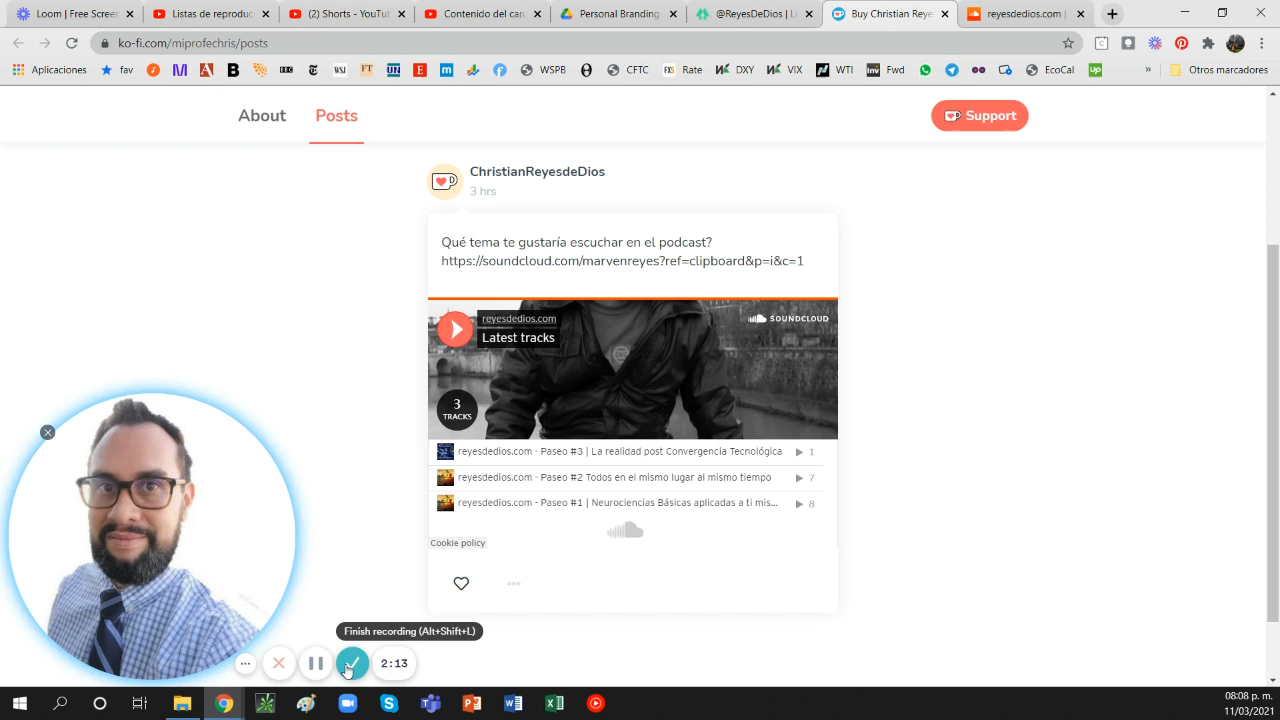 Loom | Free Screen
Listas de reproduc
(2) Shorts - YouTu
Contenido del can
Personal Branding
@ReyesDeDios | Li
Buy Christian Reye
reyesdedios.com |
ko-fi.com/miprofechris/posts
Aplicaciones
fav
WSPB
CFTC
Rate
DXY
VIX
WTI
Fwd
EcoCal
Otros marcadores
About
Posts
Support
ChristianReyesdeDios
3 hrs
Qué tema te gustaría escuchar en el podcast?
https://soundcloud.com/marvenreyes?ref=clipboard&p=i&c=1
reyesdedios.com
Latest tracks
SOUNDCLOUD
3
TRACKS
reyesdedios.com - Paseo #3 | La realidad post Convergencia Tecnológica 1
reyesdedios.com - Paseo #2 Todos en el mismo lugar al mismo tiempo 7
reyesdedios.com - Paseo #1 | Neurociencias Básicas aplicadas a ti mis... 8
Cookie policy
Finish recording (Alt+Shift+L)
2:13
08:08 p. m.
11/03/2021